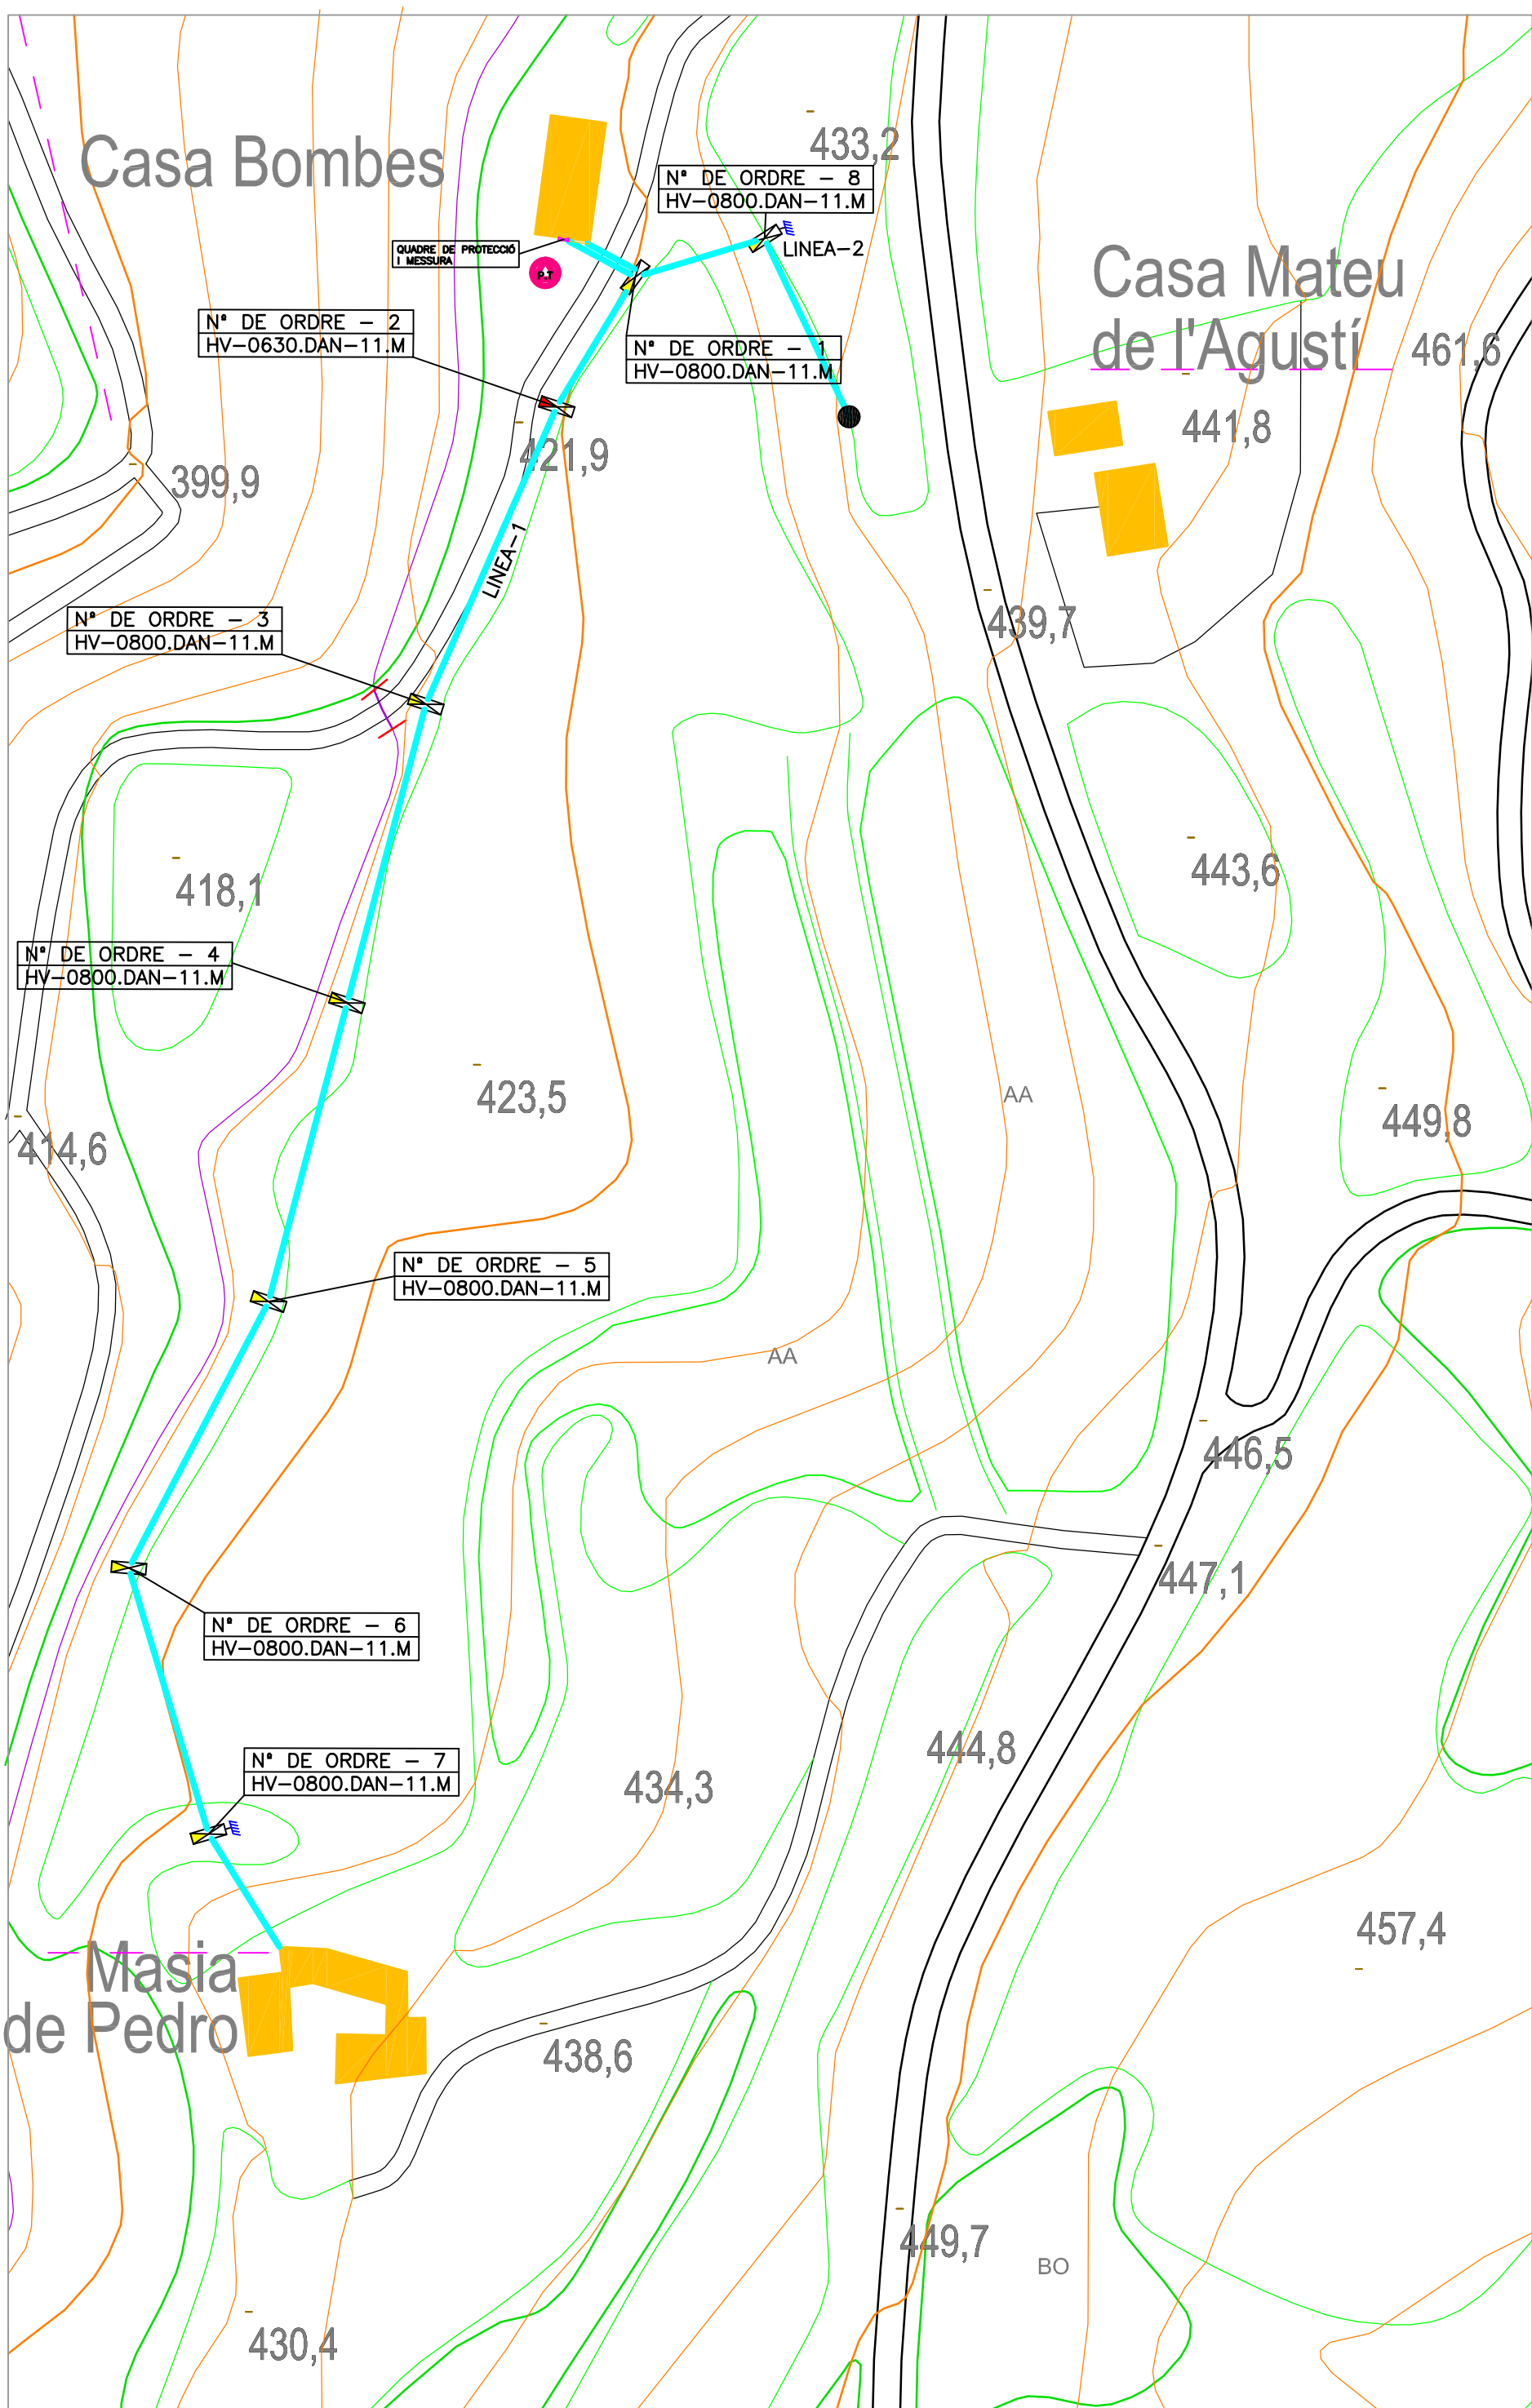 433,2
Casa Bombes
Nº DE ORDRE - 8
HV-0800.DAN-11.M
QUADRE DE PROTECCIÓ
I MESSURA
LINEA-2
P.T
Casa Mateu
de l'Agustí
Nº DE ORDRE - 2
HV-0630.DAN-11.M
Nº DE ORDRE - 1
HV-0800.DAN-11.M
461,6
441,8
421,9
399,9
LINEA-1
Nº DE ORDRE - 3
HV-0800.DAN-11.M
439,7
418,1
443,6
Nº DE ORDRE - 4
HV-0800.DAN-11.M
423,5
AA
449,8
414,6
Nº DE ORDRE - 5
HV-0800.DAN-11.M
AA
446,5
447,1
Nº DE ORDRE - 6
HV-0800.DAN-11.M
444,8
Nº DE ORDRE - 7
HV-0800.DAN-11.M
434,3
457,4
Masia
de Pedro
438,6
449,7
BO
430,4